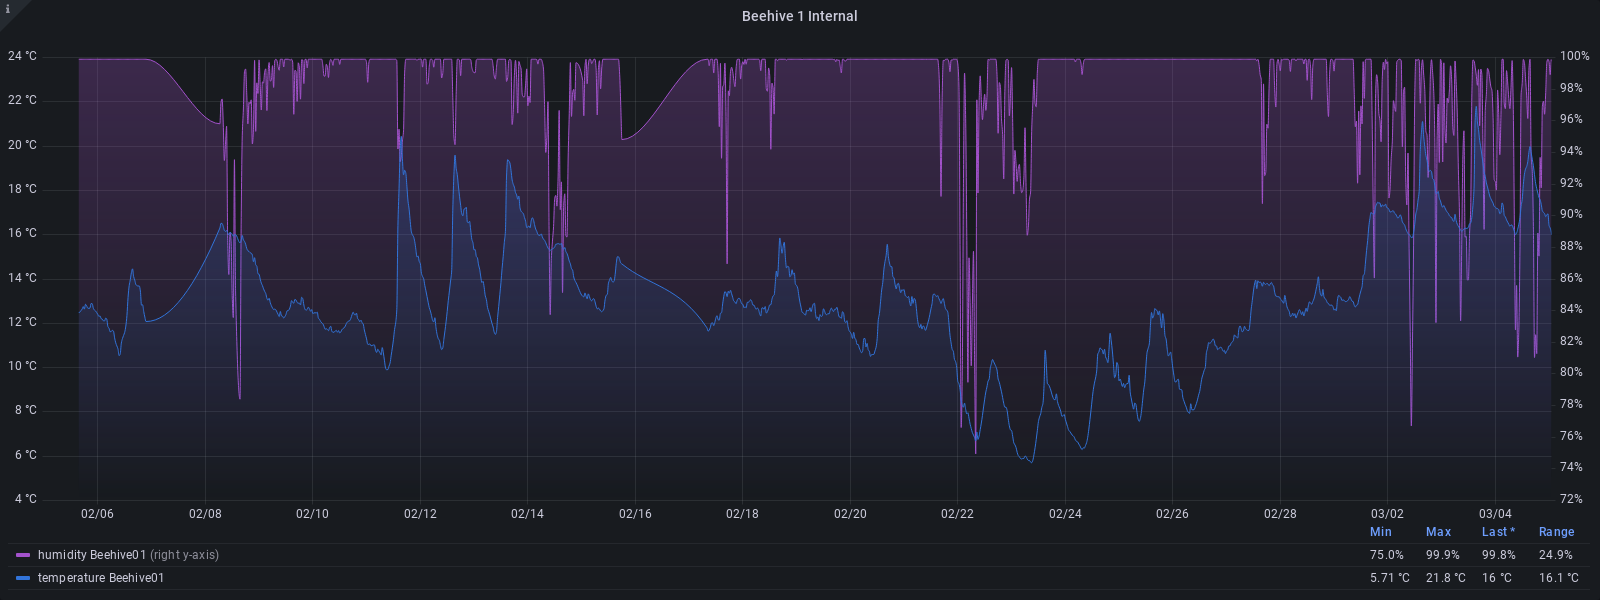 i
Beehive 1 Internal
24 °C 100%
98%
22 °C
96%
20 °C
94%
18 °C
92%
90%
16 °C
88%
14 °C
86%
84%
12 °C
82%
10 °C
80%
8 °C
78%
76%
6 °C
74%
4 °C 72%
02/06 02/08 02/10 02/12 02/14 02/16 02/18 02/20 02/22 02/24 02/26 02/28 03/02 03/04
Min Max Last * Range
humidity Beehive01 (right y-axis) 75.0% 99.9% 99.8% 24.9%
temperature Beehive01 5.71 °C 21.8 °C 16 °C 16.1 °C